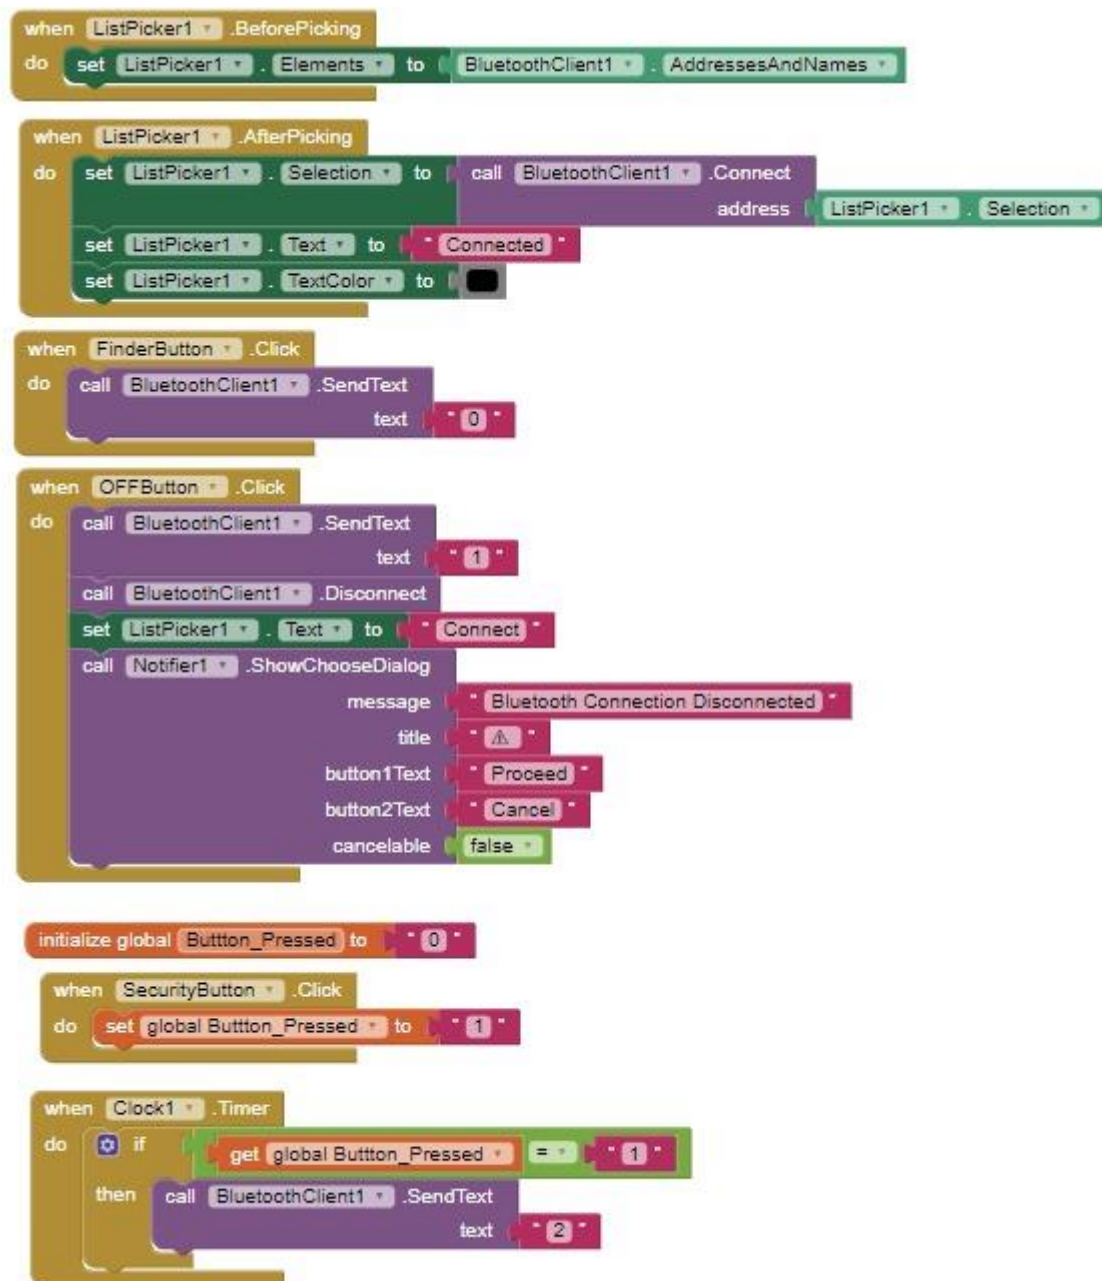 when ListPicker1 .BeforePicking
do set ListPicker1 . Elements to BluetoothClient1 . AddressesAndNames
when ListPicker1 .AfterPicking
do set ListPicker1 . Selection to call BluetoothClient1 .Connect
address ListPicker1 . Selection
set ListPicker1 . Text to " Connected "
set ListPicker1 . TextColor to
when FinderButton .Click
do call BluetoothClient1 .SendText
text " 0 "
when OFFButton .Click
do call BluetoothClient1 .SendText
text " 1 "
call BluetoothClient1 .Disconnect
set ListPicker1 . Text to " Connect "
call Notifier1 .ShowChooseDialog
message " Bluetooth Connection Disconnected "
title " ⚠ "
button1Text " Proceed "
button2Text " Cancel "
cancelable false
initialize global Buttton_Pressed to " 0 "
when SecurityButton .Click
do set global Buttton_Pressed to " 1 "
when Clock1 .Timer
do if get global Buttton_Pressed = " 1 "
then call BluetoothClient1 .SendText
text " 2 "